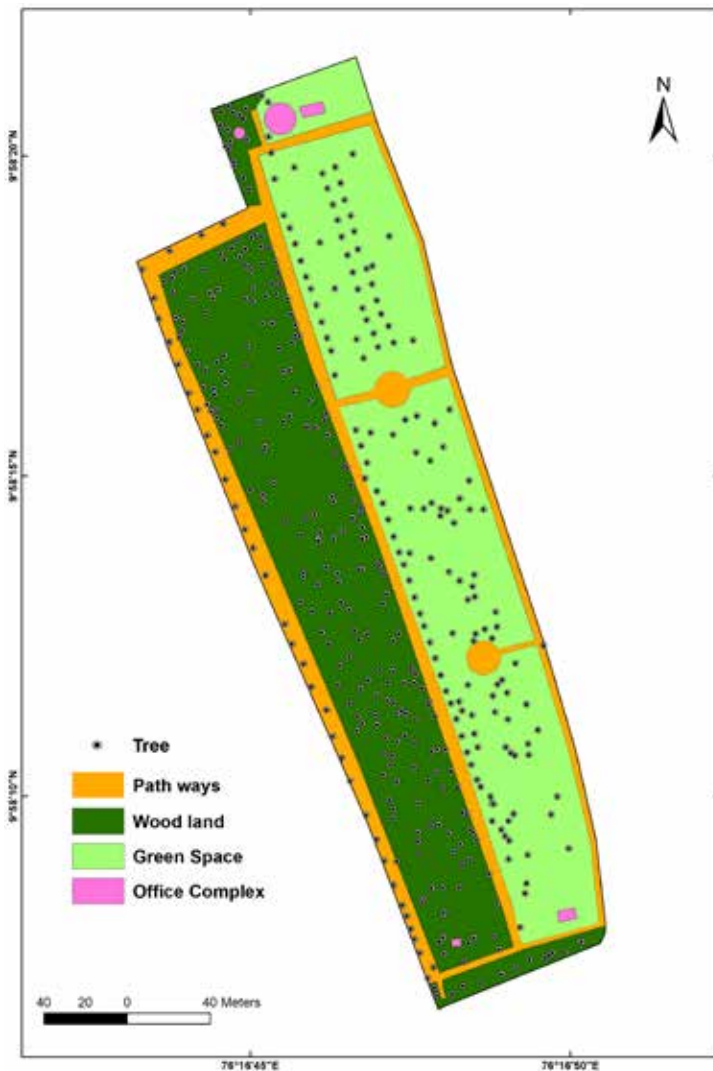 N
9°58'20"N
9°58'15"N
9°58'10"N
Tree
Path ways
Wood land
Green Space
Office Complex
40 20 0 40 Meters
76°16'45"E 76°16'50"E